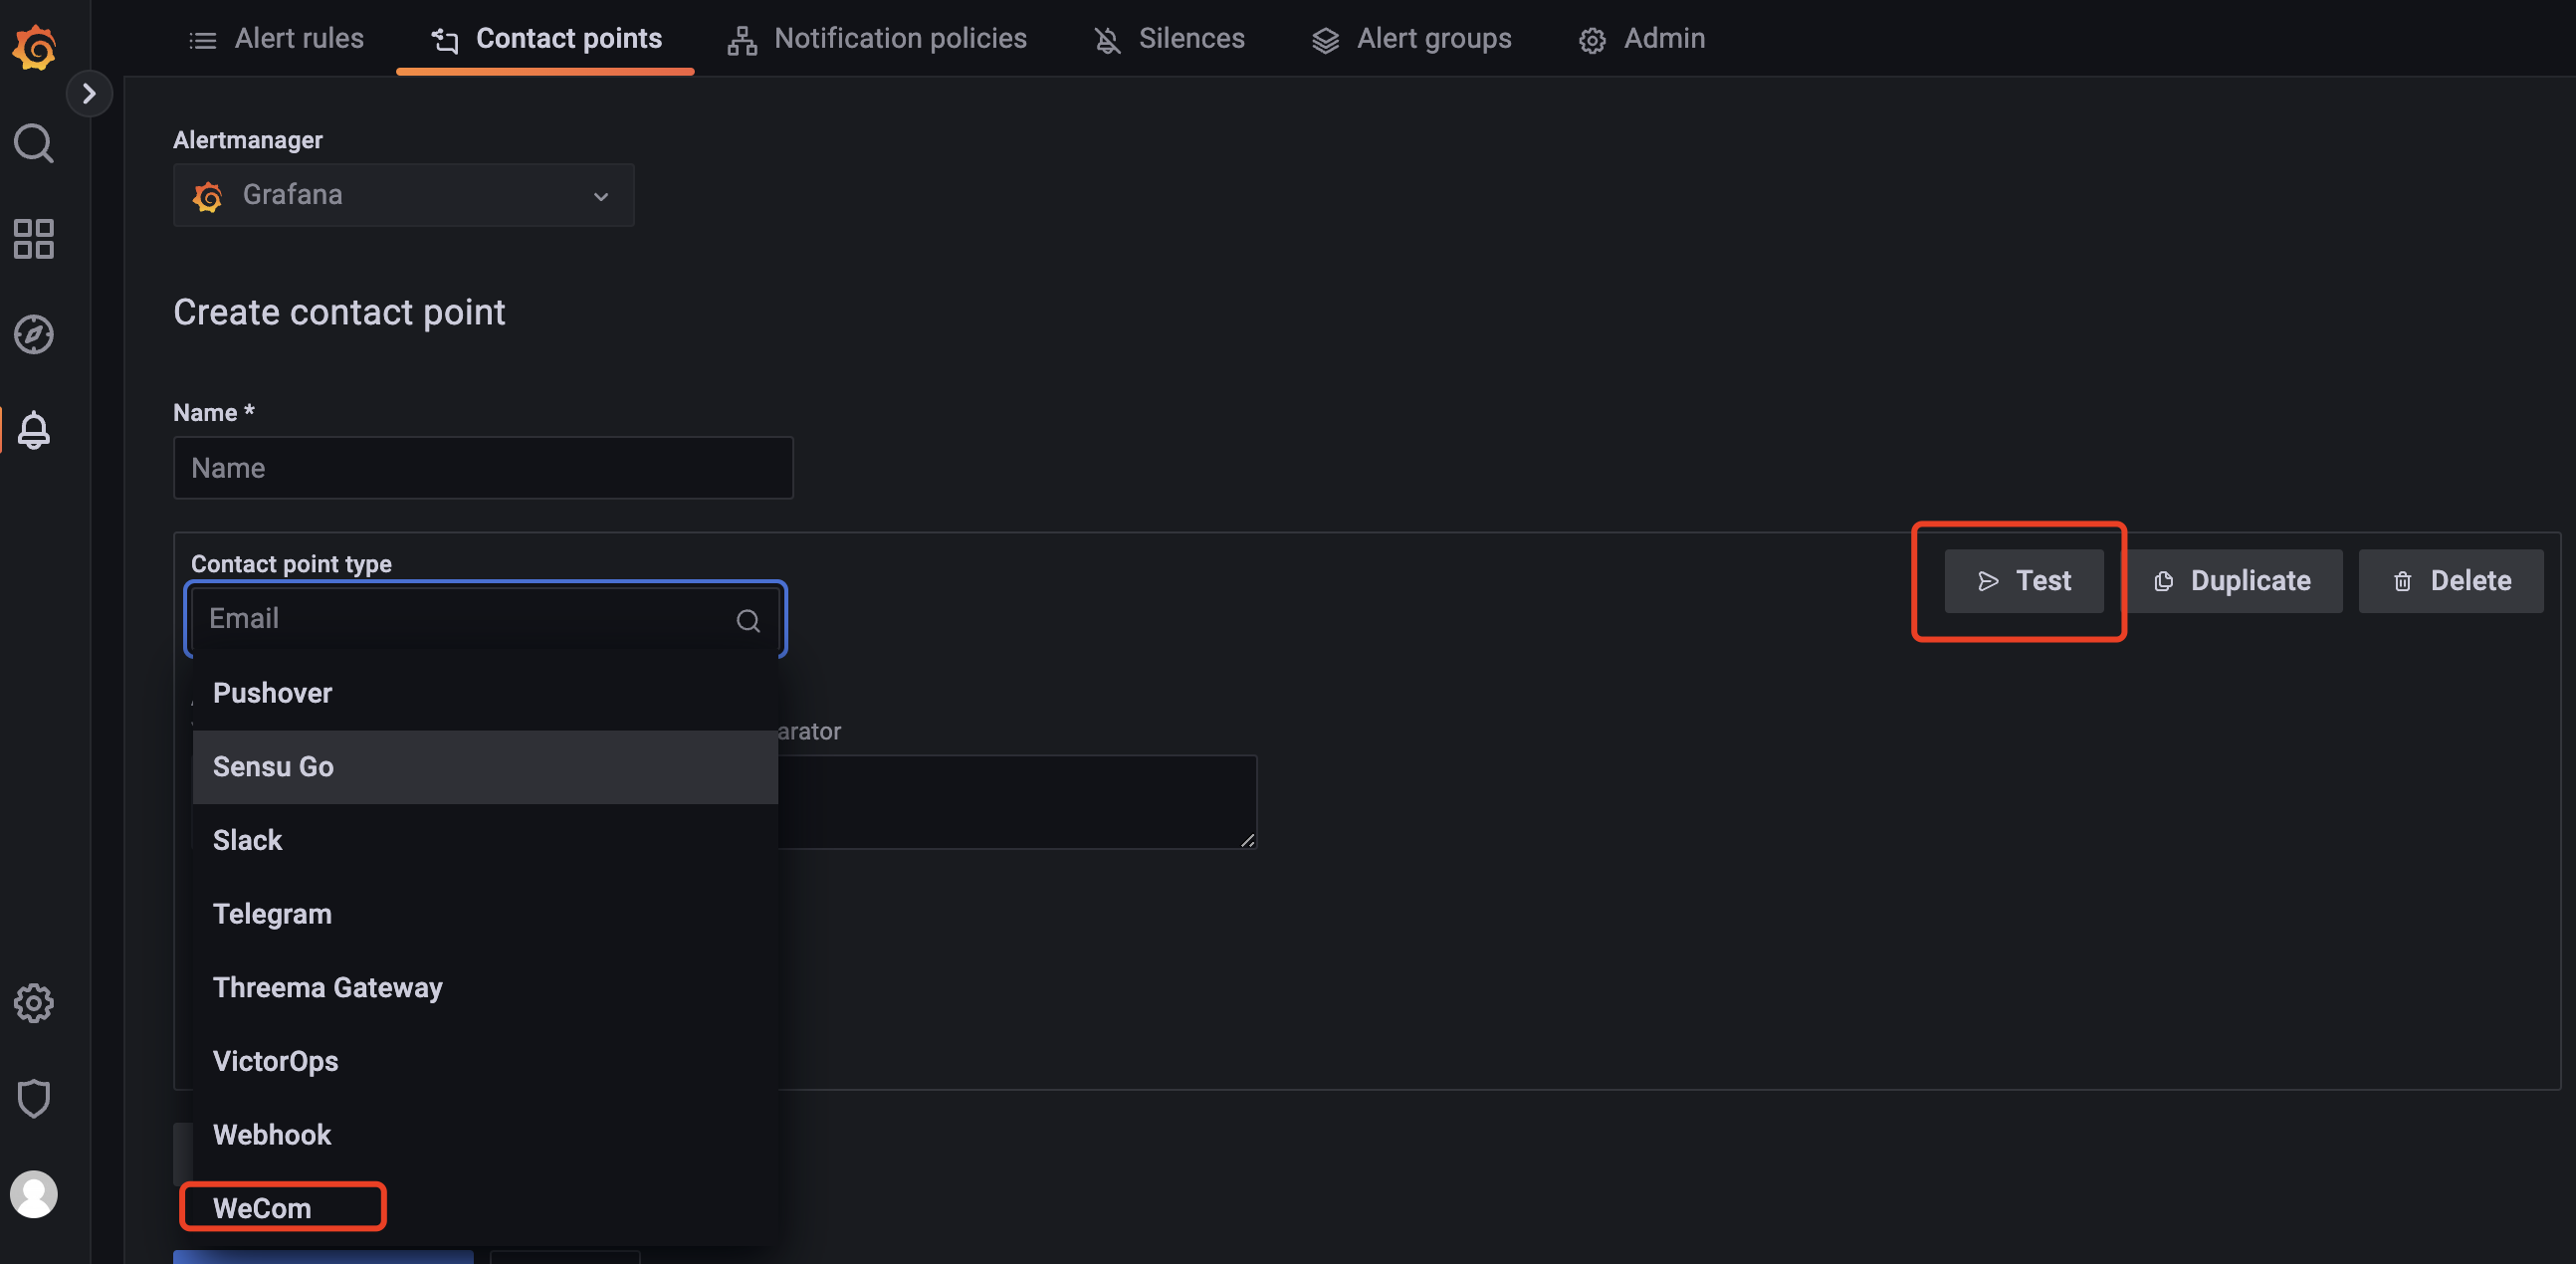 Alert rules
Contact points
Notification policies
Silences
Alert groups
Admin
Alertmanager
Grafana
Create contact point
Name *
Name
Contact point type
Email
Test
Duplicate
Delete
Pushover
arator
Sensu Go
Slack
Telegram
Threema Gateway
VictorOps
Webhook
WeCom